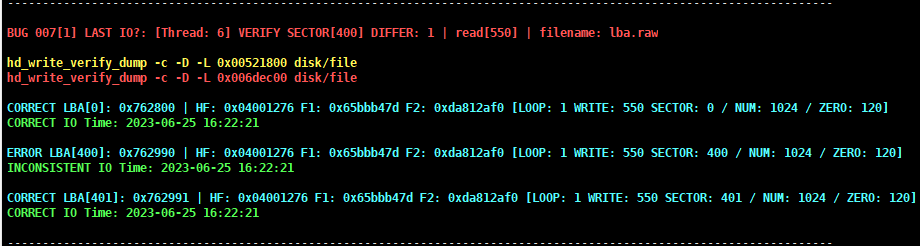 BUG 007[1] LAST IO?: [Thread: 6] VERIFY SECTOR[400] DIFFER: 1 | read[550] | filename: lba.raw
hd_write_verify_dump -c -D -L 0x00521800 disk/file
hd_write_verify_dump -c -D -L 0x006dec00 disk/file
CORRECT LBA[0]: 0x762800 | HF: 0x04001276 F1: 0x65bbb47d F2: 0xda812af0 [LOOP: 1 WRITE: 550 SECTOR: 0 / NUM: 1024 / ZERO: 120]
CORRECT IO Time: 2023-06-25 16:22:21
ERROR LBA[400]: 0x762990 | HF: 0x04001276 F1: 0x65bbb47d F2: 0xda812af0 [LOOP: 1 WRITE: 550 SECTOR: 400 / NUM: 1024 / ZERO: 120]
INCONSISTENT IO Time: 2023-06-25 16:22:21
CORRECT LBA[401]: 0x762991 | HF: 0x04001276 F1: 0x65bbb47d F2: 0xda812af0 [LOOP: 1 WRITE: 550 SECTOR: 401 / NUM: 1024 / ZERO: 120]
CORRECT IO Time: 2023-06-25 16:22:21